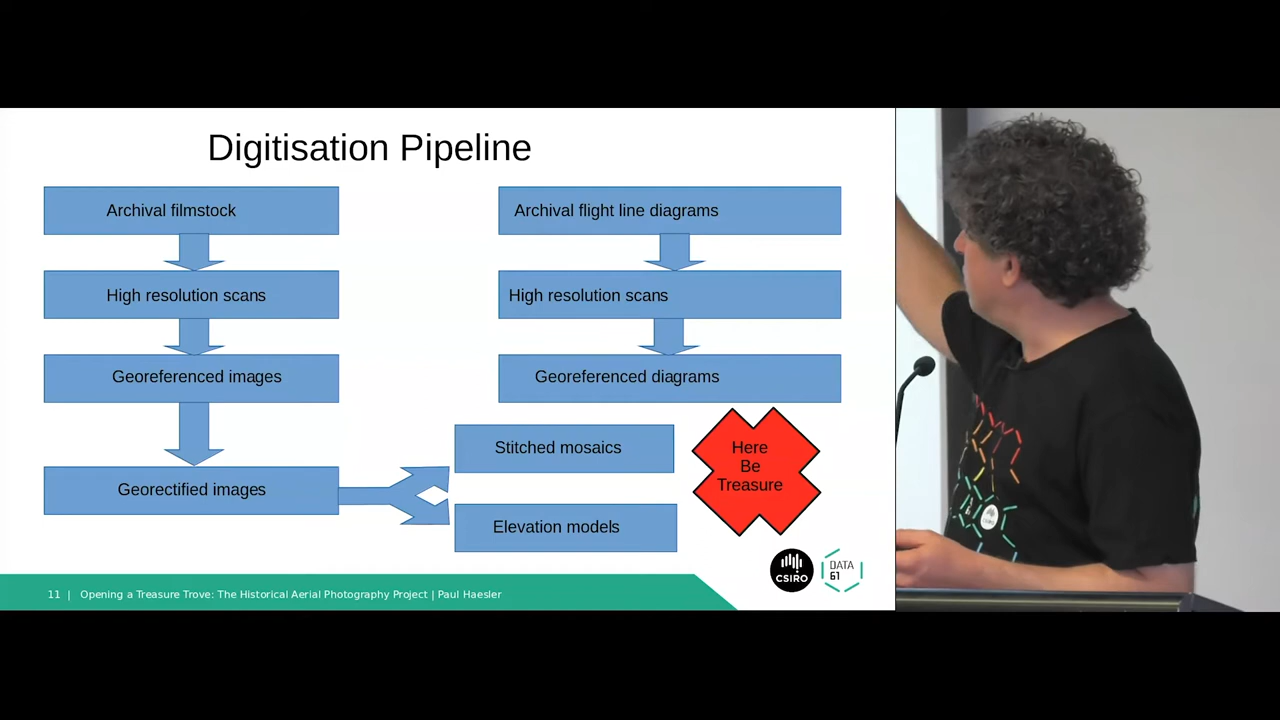 Digitisation Pipeline
Archival filmstock
High resolution scans
Georeferenced images
Georectified images
Archival flight line diagrams
High resolution scans
Georeferenced diagrams
Stitched mosaics
Elevation models
Here
Be
Treasure
CSIRO
DATA
61
11 | Opening a Treasure Trove: The Historical Aerial Photography Project | Paul Haesler
CSIRO